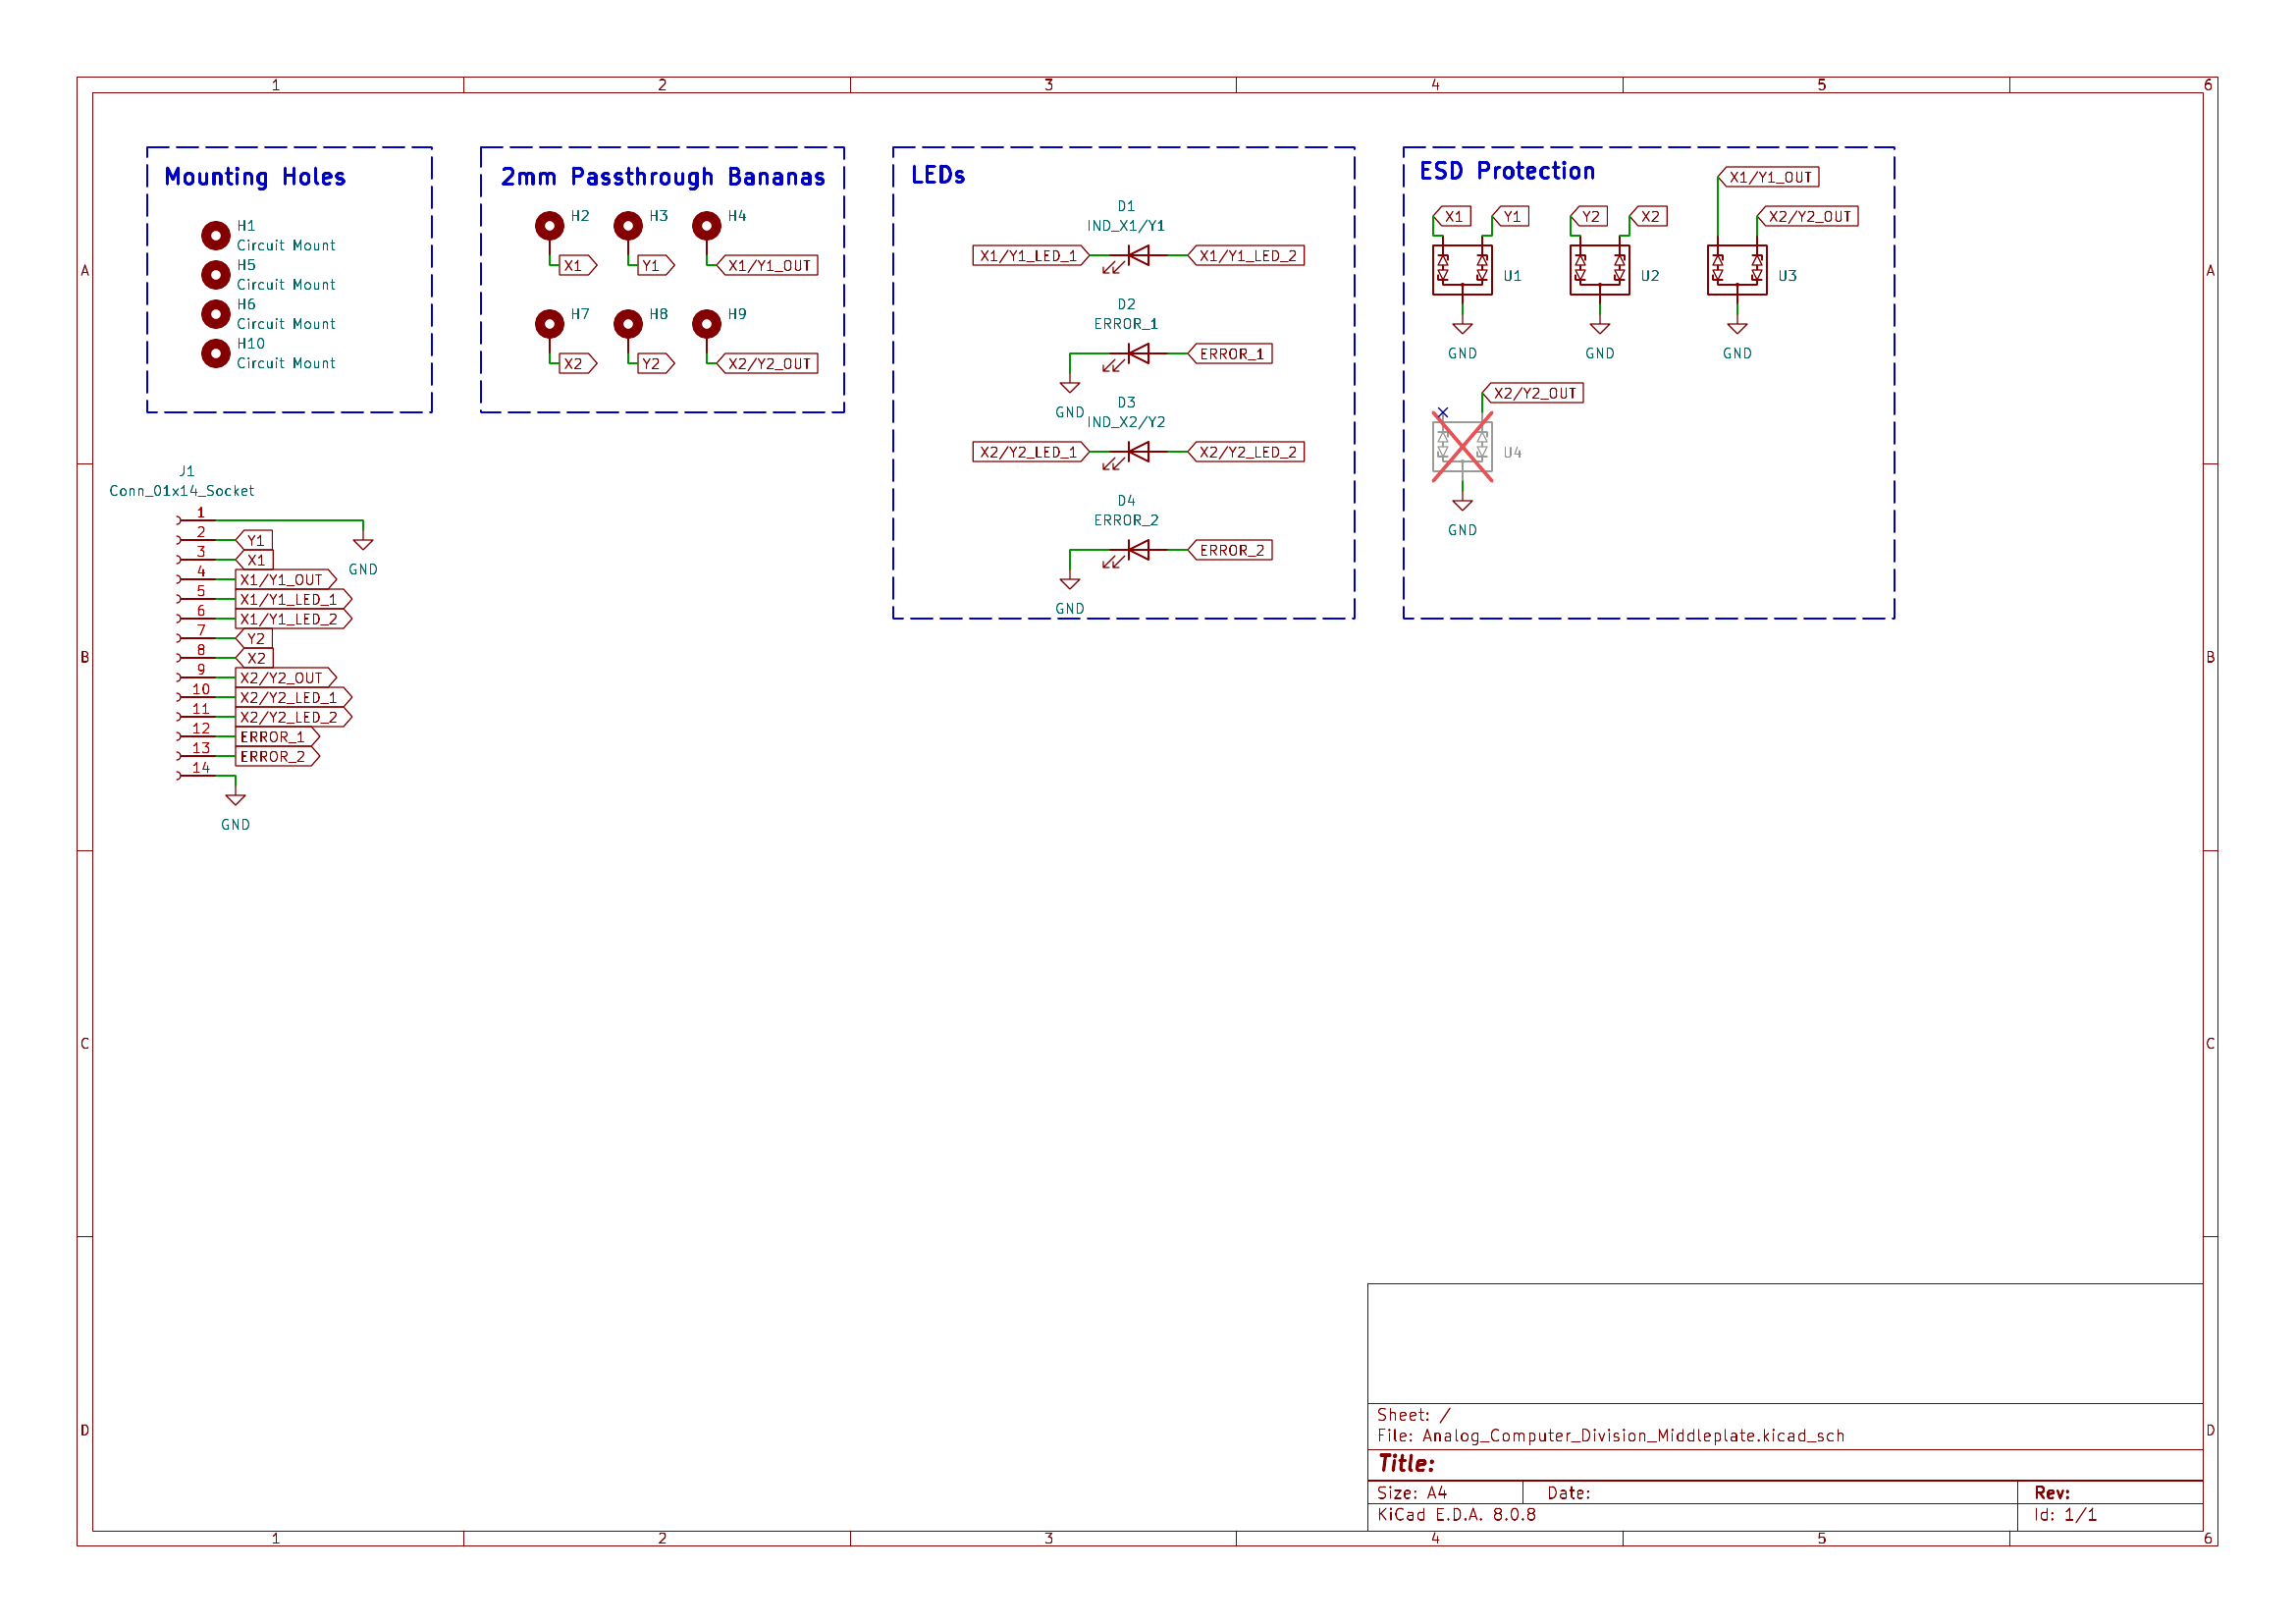 1 2 3 4 5 6
A A
B B
C C
D D
Mounting Holes
H1
Circuit Mount
H5
Circuit Mount
H6
Circuit Mount
H10
Circuit Mount
2mm Passthrough Bananas
H2 H3 H4
X1 Y1 X1/Y1_OUT
H7 H8 H9
X2 Y2 X2/Y2_OUT
LEDs
D1
IND_X1/Y1
X1/Y1_LED_1 X1/Y1_LED_2
D2
ERROR_1
ERROR_1
GND
D3
IND_X2/Y2
X2/Y2_LED_1 X2/Y2_LED_2
D4
ERROR_2
ERROR_2
GND
ESD Protection
X1/Y1_OUT
X1 Y1 Y2 X2 X2/Y2_OUT
U1 U2 U3
GND GND GND
X2/Y2_OUT
U4
GND
J1
Conn_01x14_Socket
1
GND
2 Y1
3 X1
4 X1/Y1_OUT
5 X1/Y1_LED_1
6 X1/Y1_LED_2
7 Y2
8 X2
9 X2/Y2_OUT
10 X2/Y2_LED_1
11 X2/Y2_LED_2
12 ERROR_1
13 ERROR_2
14
GND
Sheet: /
File: Analog_Computer_Division_Middleplate.kicad_sch
Title:
Size: A4 Date: Rev:
KiCad E.D.A. 8.0.8 Id: 1/1
1 2 3 4 5 6